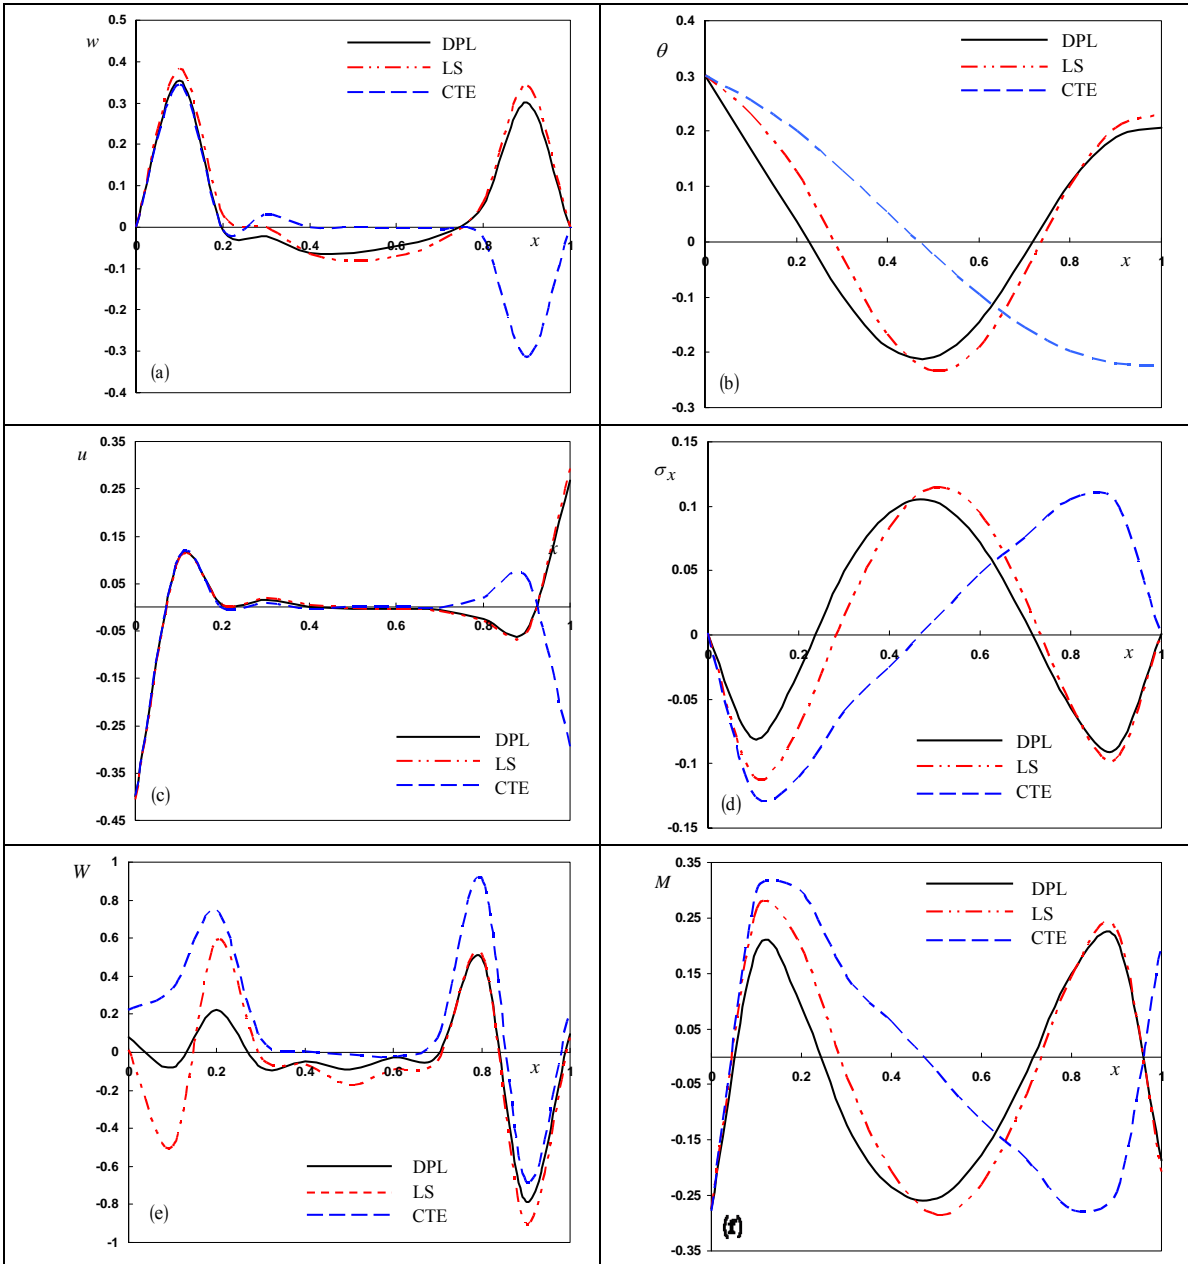 w
0.5
0.4
0.3
0.2
0.1
0
-0.1
-0.2
-0.3
-0.4
0
0.2
0.4
0.6
0.8
x
1
DPL
LS
CTE
(a)
θ
0.4
0.3
0.2
0.1
0
-0.1
-0.2
-0.3
0
0.2
0.4
0.6
0.8
x
1
DPL
LS
CTE
(b)
u
0.35
0.25
0.15
0.05
-0.05
-0.15
-0.25
-0.35
-0.45
0
0.2
0.4
0.6
0.8
1
x
DPL
LS
CTE
(c)
σx
0.15
0.1
0.05
0
-0.05
-0.1
-0.15
0
0.2
0.4
0.6
0.8
x
1
DPL
LS
CTE
(d)
W
1
0.8
0.6
0.4
0.2
0
-0.2
-0.4
-0.6
-0.8
-1
0
0.2
0.4
0.6
0.8
x
1
DPL
LS
CTE
(e)
M
0.35
0.25
0.15
0.05
-0.05
-0.15
-0.25
-0.35
0
0.2
0.4
0.6
0.8
x
1
DPL
LS
CTE
(f)